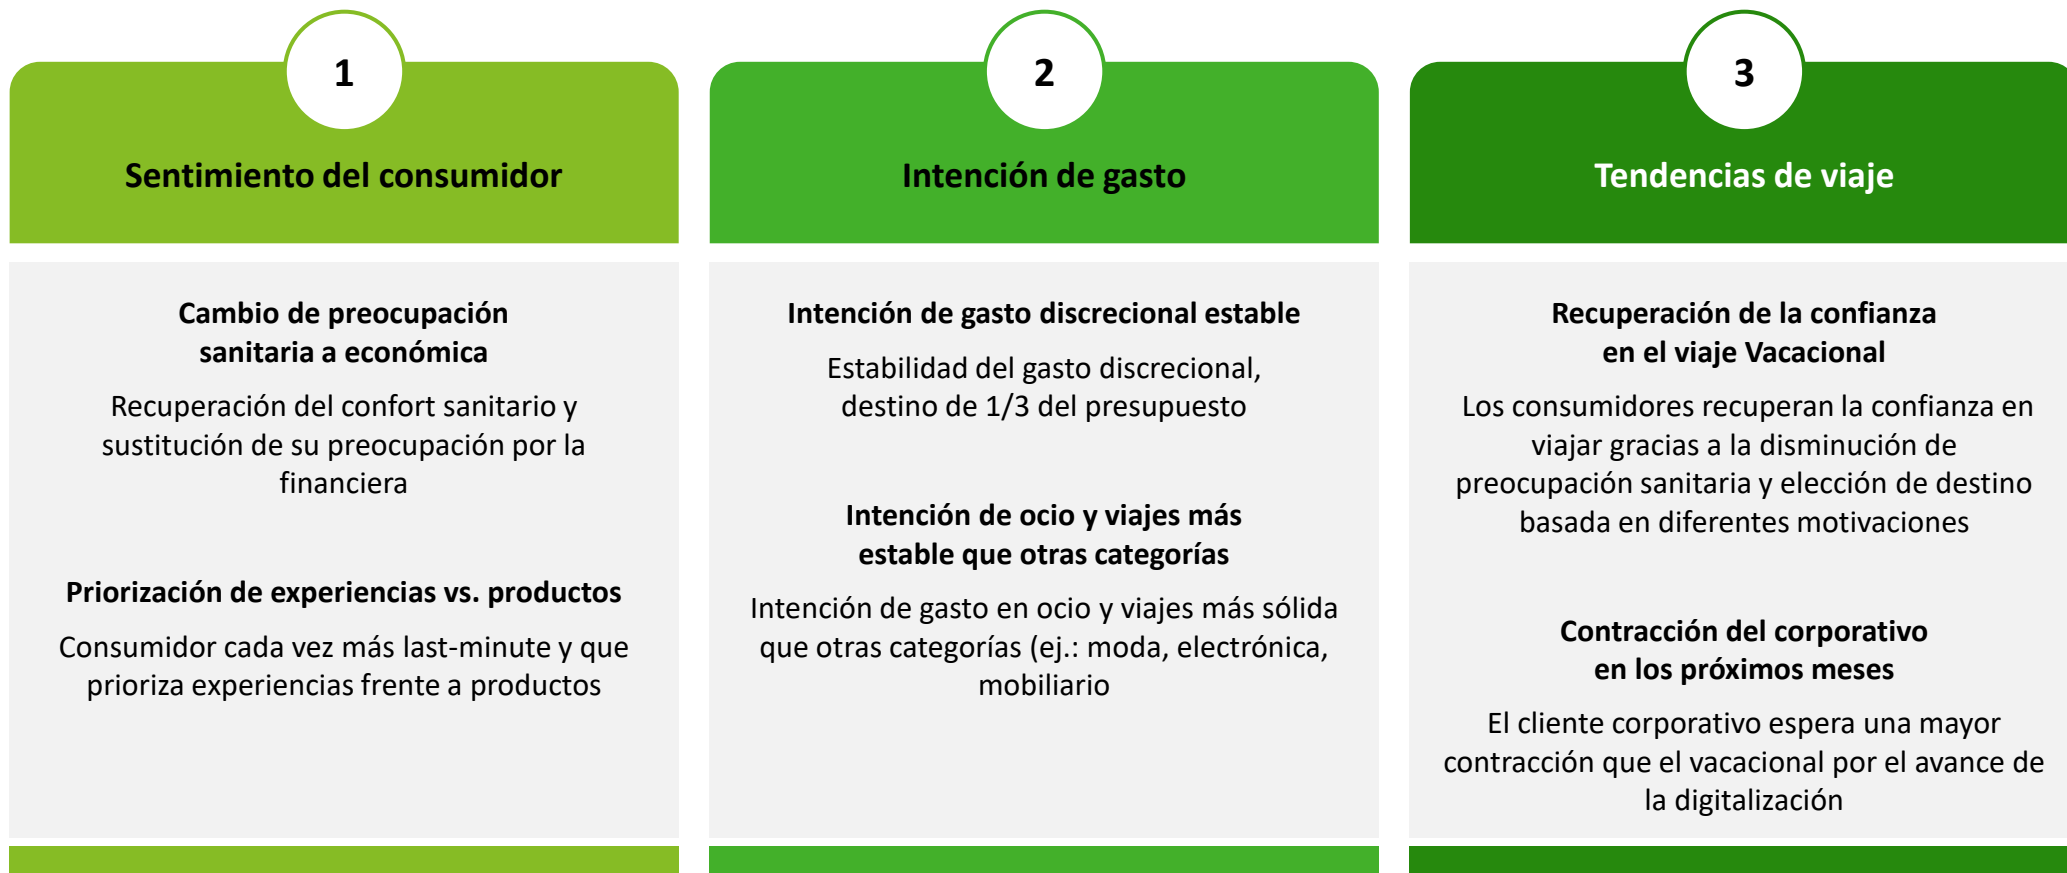 1
Sentimiento del consumidor
Cambio de preocupación
sanitaria a económica
Recuperación del confort sanitario y
sustitución de su preocupación por la
financiera
Priorización de experiencias vs. productos
Consumidor cada vez más last-minute y que
prioriza experiencias frente a productos
2
Intención de gasto
Intención de gasto discrecional estable
Estabilidad del gasto discrecional,
destino de 1/3 del presupuesto
Intención de ocio y viajes más
estable que otras categorías
Intención de gasto en ocio y viajes más sólida
que otras categorías (ej.: moda, electrónica,
mobiliario
3
Tendencias de viaje
Recuperación de la confianza
en el viaje Vacacional
Los consumidores recuperan la confianza en
viajar gracias a la disminución de
preocupación sanitaria y elección de destino
basada en diferentes motivaciones
Contracción del corporativo
en los próximos meses
El cliente corporativo espera una mayor
contracción que el vacacional por el avance de
la digitalización